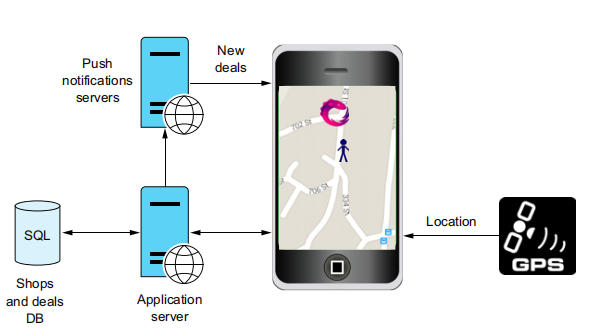 Push
notifications
servers
New
deals
ST
702 St
706 St
334 St
SQL
Shops
and deals
DB
Application
server
Location
GPS